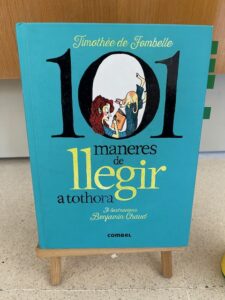 Timothée de Fombelle
101
maneres
de
llegir
a tothora
Il·lustracions
Benjamin Chaud
COMBEL